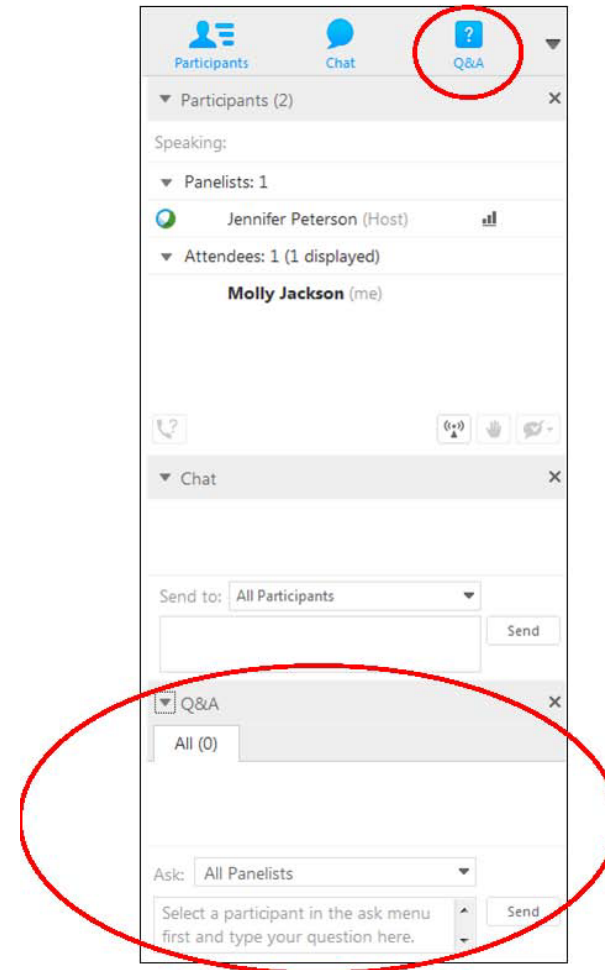 Participants Chat Q&A
Participants (2)
Speaking:
Panelists: 1
Jennifer Peterson (Host)
Attendees: 1 (1 displayed)
Molly Jackson (me)
Chat
Send to: All Participants
Send
Q&A
All (0)
Ask: All Panelists
Select a participant in the ask menu
first and type your question here.
Send